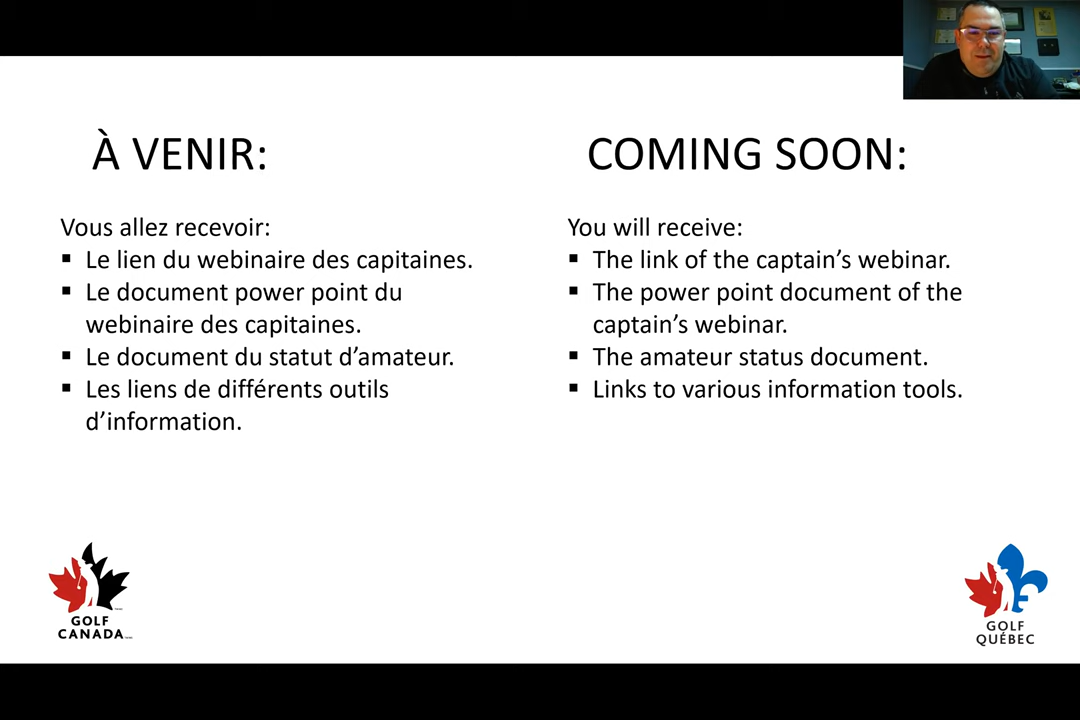 À VENIR:
Vous allez recevoir:
▪ Le lien du webinaire des capitaines.
▪ Le document power point du
webinaire des capitaines.
▪ Le document du statut d’amateur.
▪ Les liens de différents outils
d’information.
COMING SOON:
You will receive:
▪ The link of the captain’s webinar.
▪ The power point document of the
captain’s webinar.
▪ The amateur status document.
▪ Links to various information tools.
GOLF
CANADA
GOLF
QUÉBEC